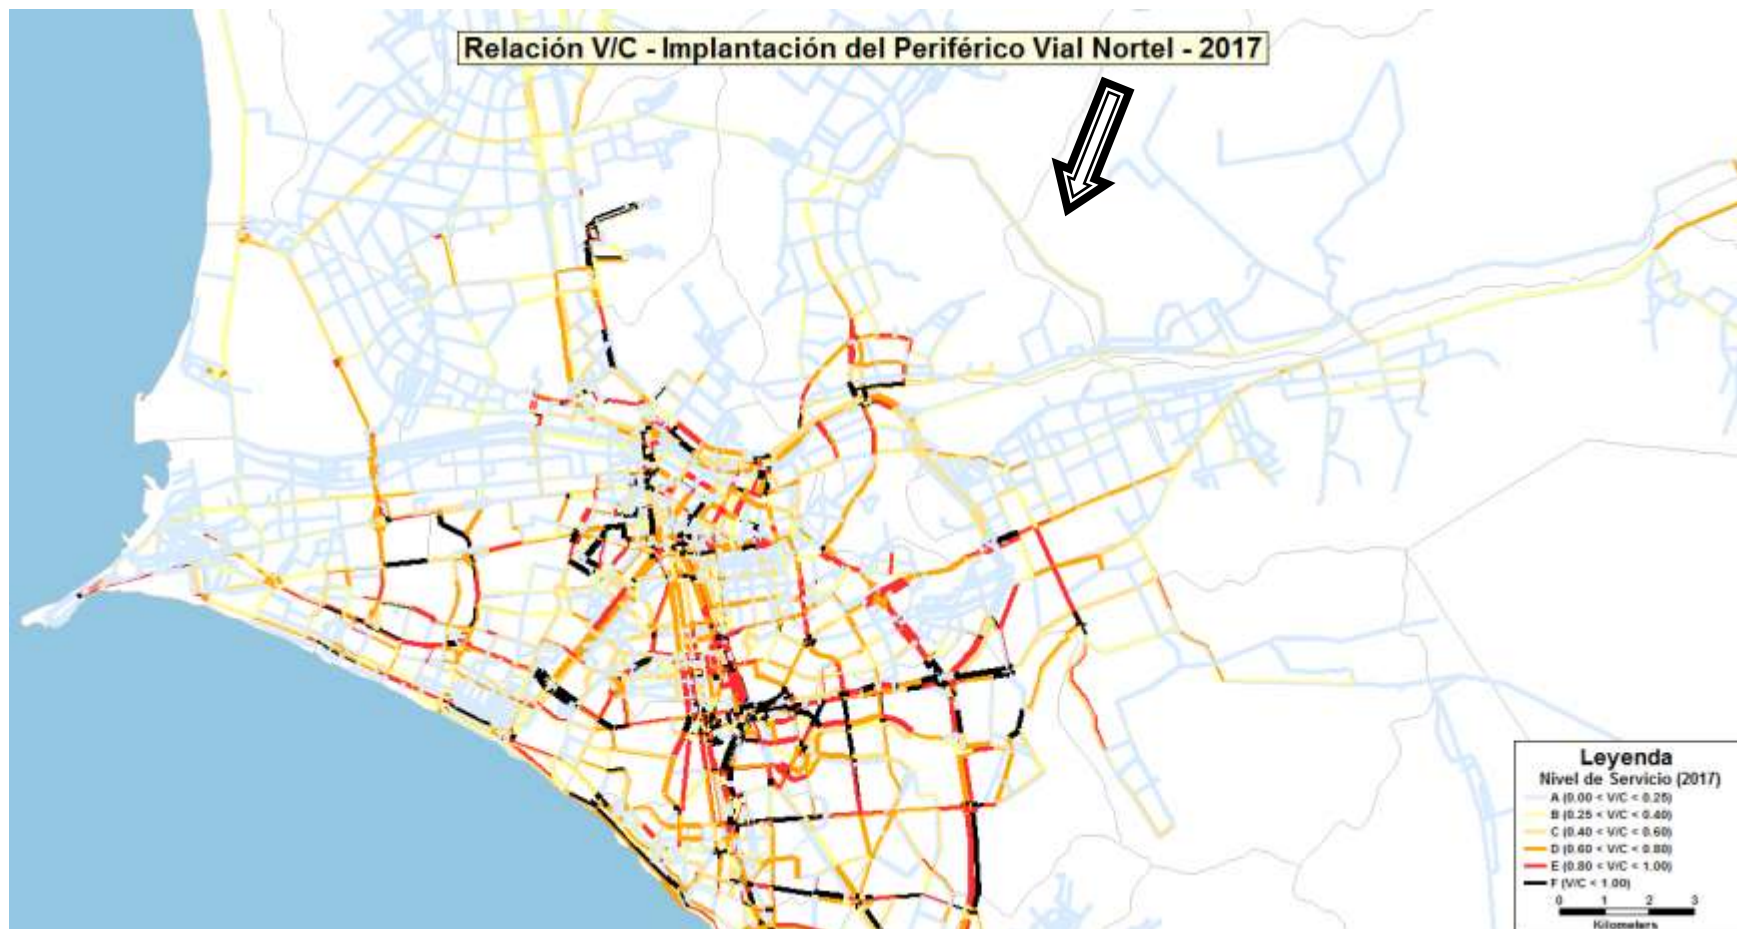 Relación V/C - Implantación del Periférico Vial Nortel - 2017
Leyenda
Nivel de Servicio (2017)
A (0.00 < V/C < 0.25)
B (0.25 < V/C < 0.40)
C (0.40 < V/C < 0.60)
D (0.60 < V/C < 0.80)
E (0.80 < V/C < 1.00)
F (V/C < 1.00)
0 1 2 3
Kilometers